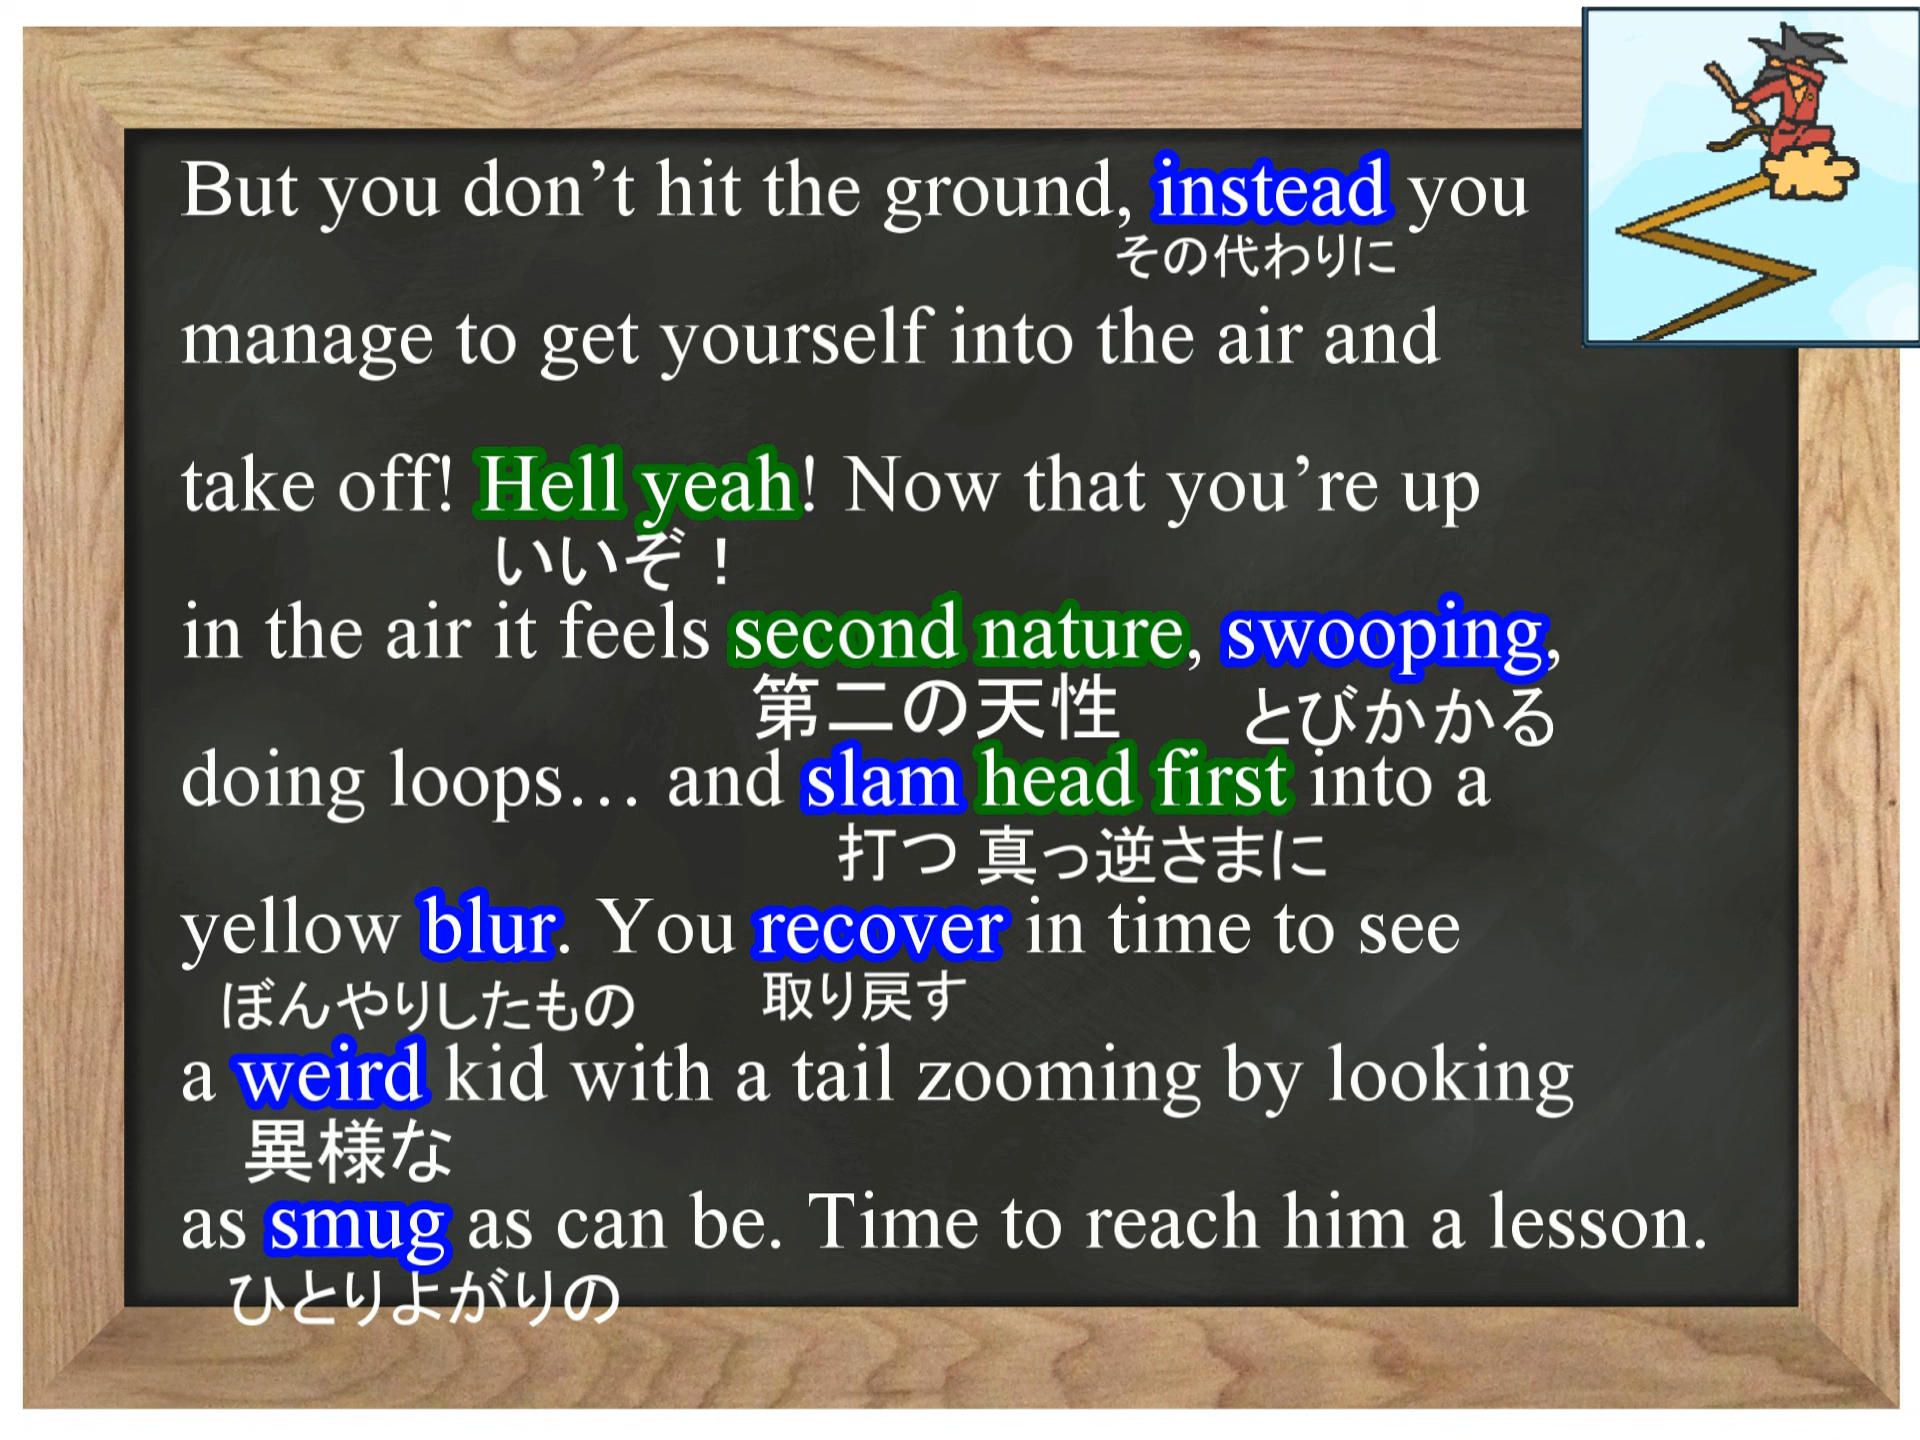 But you don’t hit the ground, instead you
その代わりに
manage to get yourself into the air and
take off! Hell yeah! Now that you’re up
いいぞ！
in the air it feels second nature, swooping,
第二の天性 とびかかる
doing loops… and slam head first into a
打つ 真っ逆さまに
yellow blur. You recover in time to see
ぼんやりしたもの 取り戻す
a weird kid with a tail zooming by looking
異様な
as smug as can be. Time to reach him a lesson.
ひとりよがりの